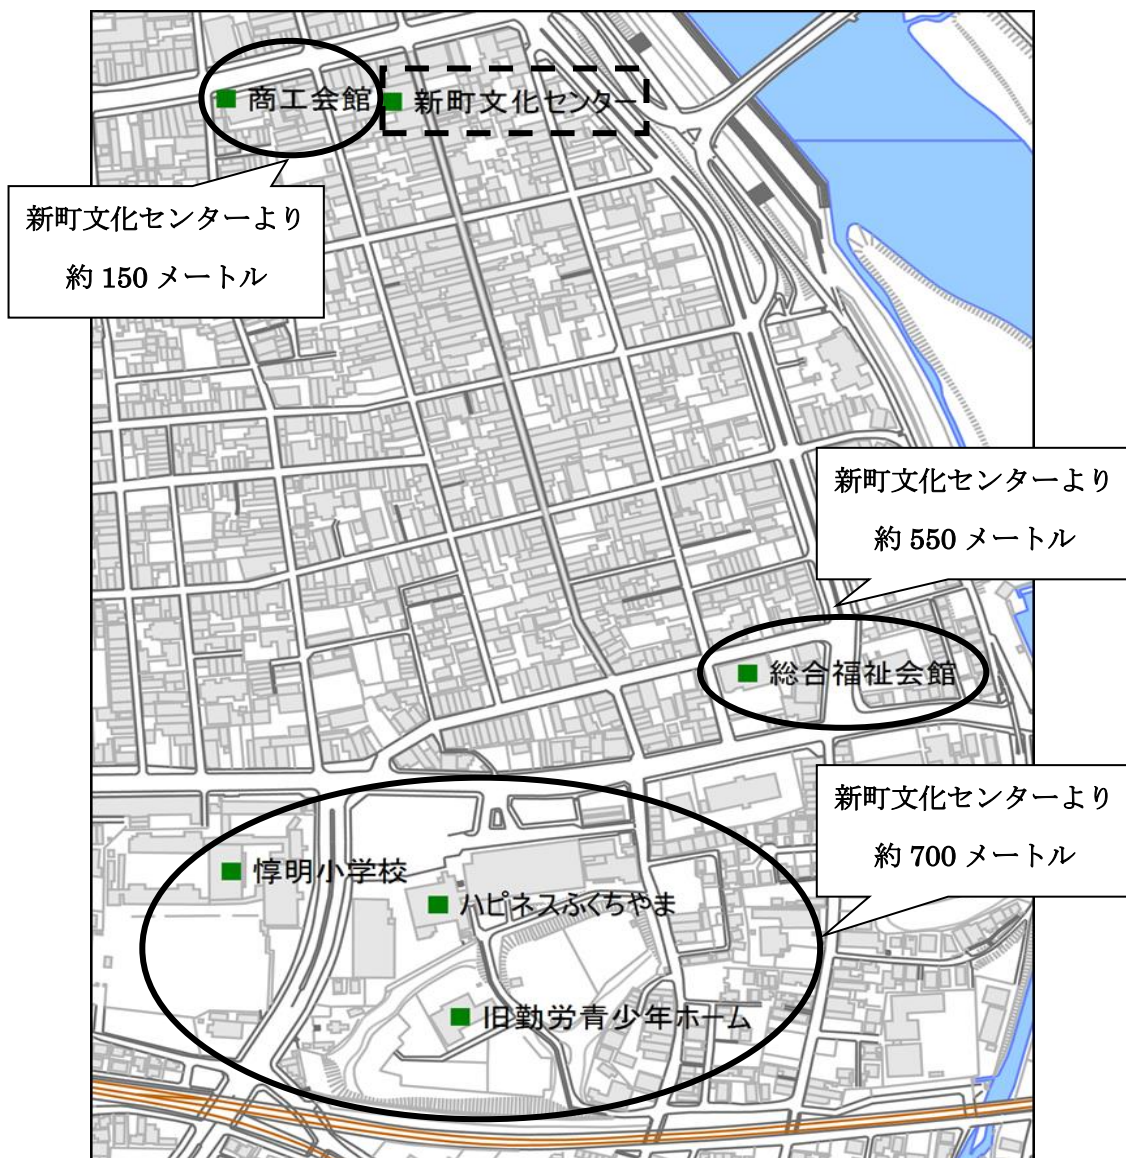 商工会館
新町文化センター
新町文化センターより
約 150 メートル
新町文化センターより
約 550 メートル
総合福祉会館
新町文化センターより
約 700 メートル
惇明小学校
ハピネスふくちやま
旧勤労青少年ホーム